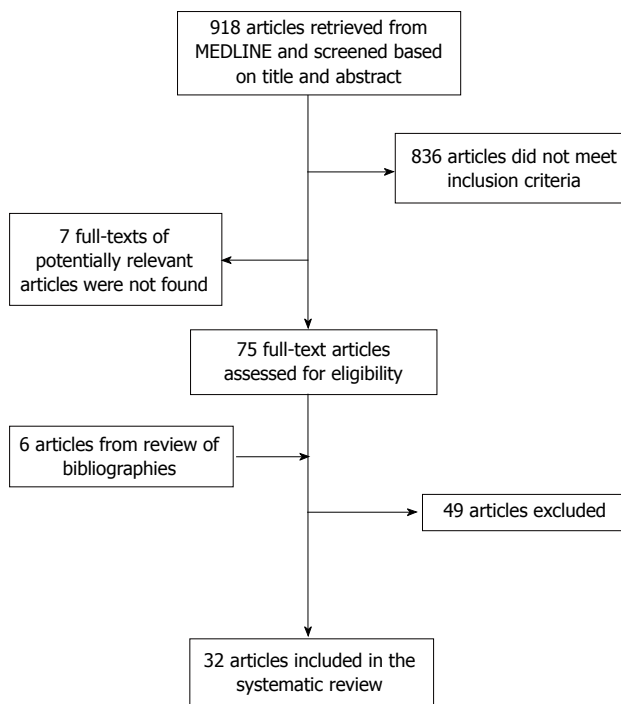 918 articles retrieved from
MEDLINE and screened based
on title and abstract
836 articles did not meet
inclusion criteria
7 full-texts of
potentially relevant
articles were not found
75 full-text articles
assessed for eligibility
6 articles from review of
bibliographies
49 articles excluded
32 articles included in the
systematic review